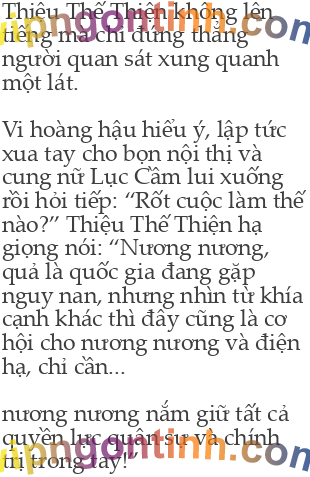 Thiệu Thế Thiện không lên
tiếng mà chỉ đứng thẳng
người quan sát xung quanh
một lát.
Vi hoàng hậu hiểu ý, lập tức
xua tay cho bọn nội thị và
cung nữ Lục Cầm lui xuống
rồi hỏi tiếp: “Rốt cuộc làm thế
nào?” Thiệu Thế Thiện hạ
giọng nói: “Nương nương,
quả là quốc gia đang gặp
nguy nan, nhưng nhìn từ khía
cạnh khác thì đây cũng là cơ
hội cho nương nương và điện
hạ, chỉ cần...
nương nương nắm giữ tất cả
quyền lực quân sự và chính
trị trong tay!”
vipngontinh.com
vipngontinh.com